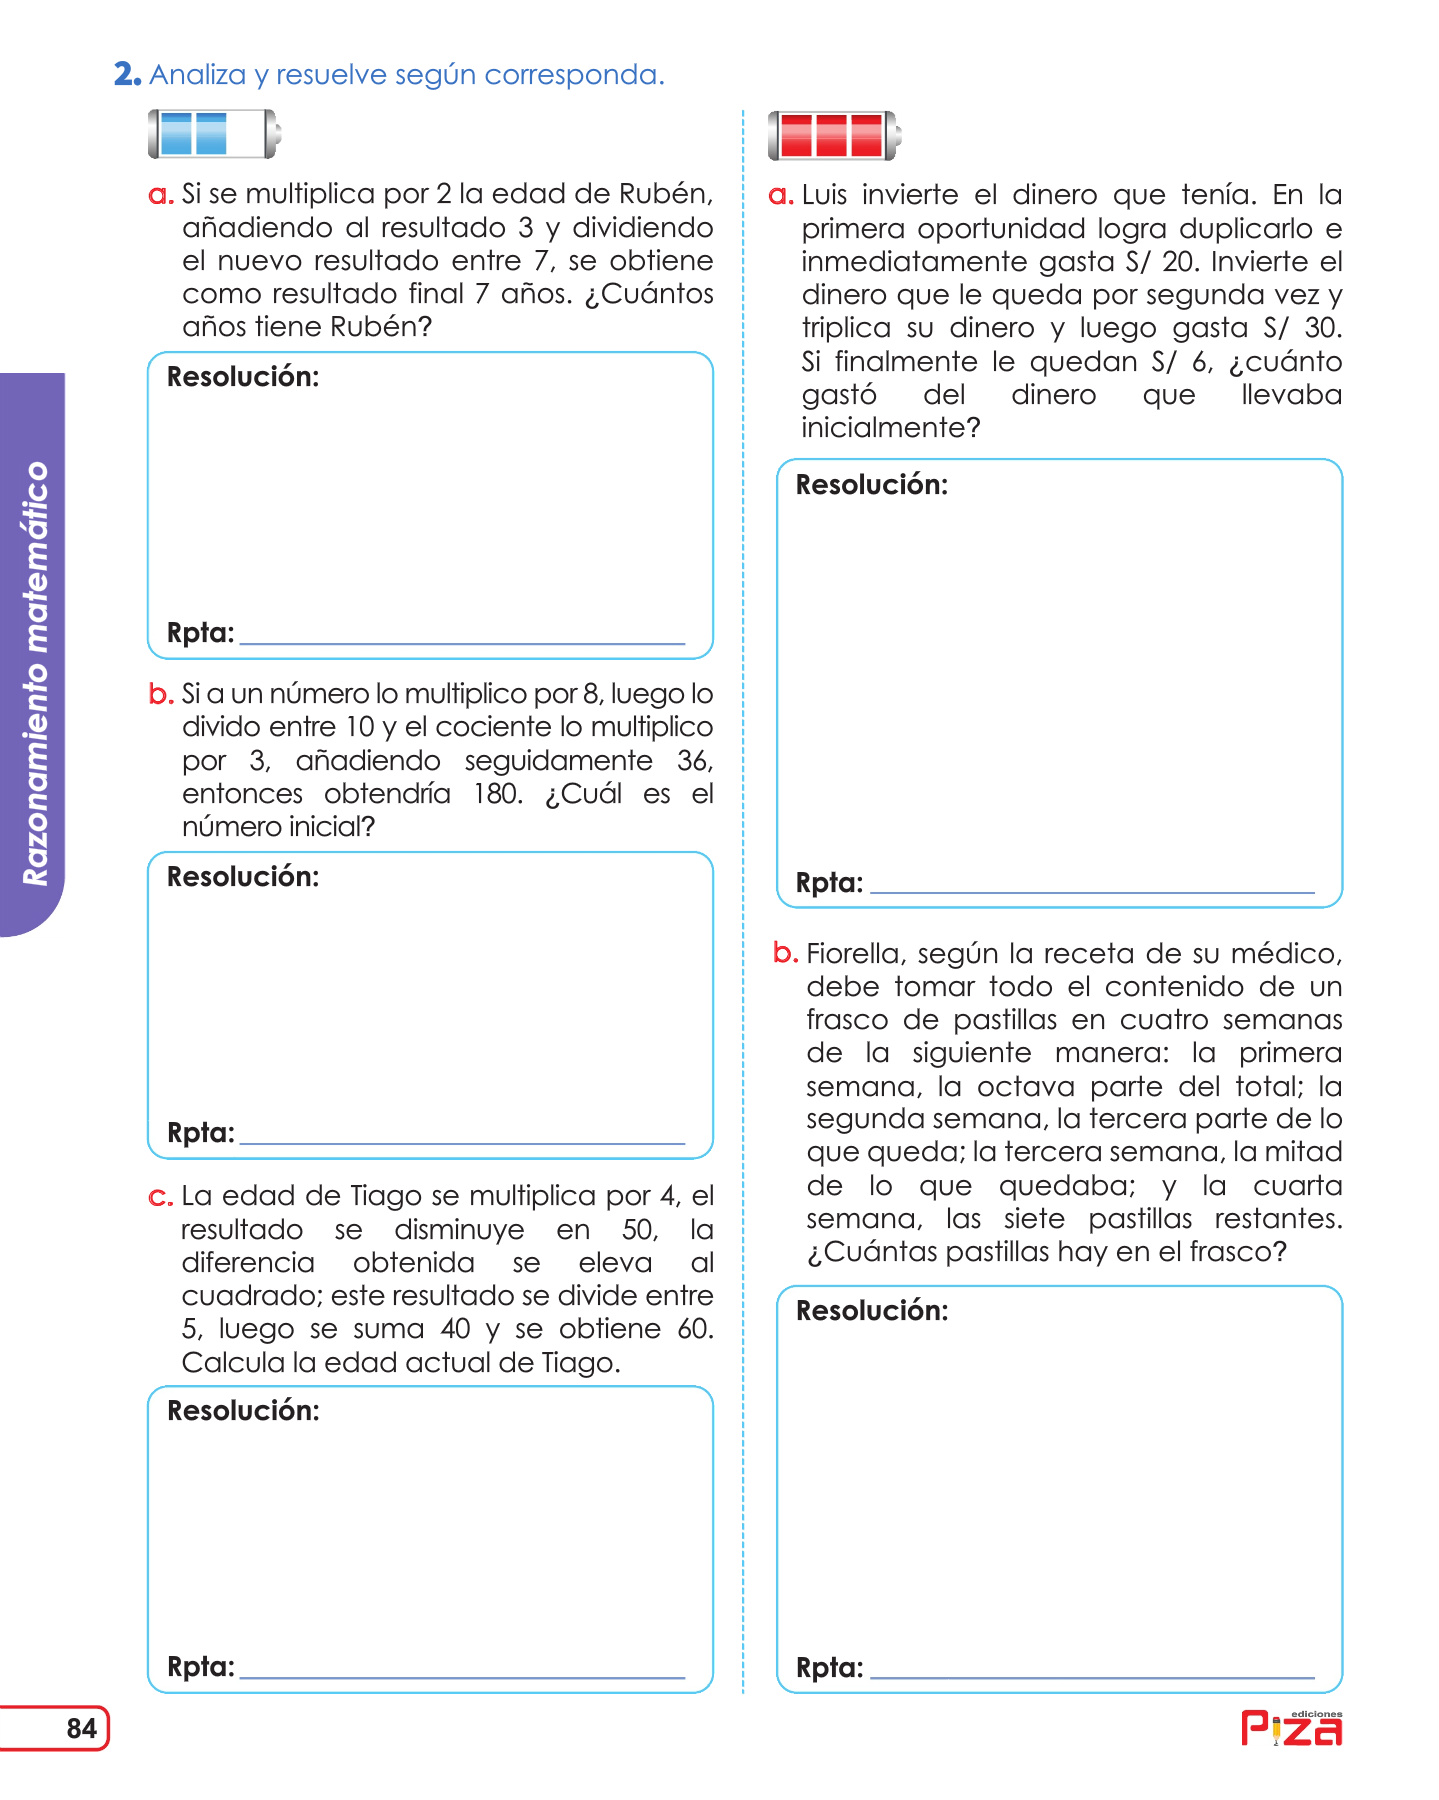 2. Analiza y resuelve según corresponda.
a. Si se multiplica por 2 la edad de Rubén,
añadiendo al resultado 3 y dividiendo
el nuevo resultado entre 7, se obtiene
como resultado final 7 años. ¿Cuántos
años tiene Rubén?
Resolución:
Rpta:
b. Si a un número lo multiplico por 8, luego lo
divido entre 10 y el cociente lo multiplico
por 3, añadiendo seguidamente 36,
entonces obtendría 180. ¿Cuál es el
número inicial?
Resolución:
Rpta:
c. La edad de Tiago se multiplica por 4, el
resultado se disminuye en 50, la
diferencia obtenida se eleva al
cuadrado; este resultado se divide entre
5, luego se suma 40 y se obtiene 60.
Calcula la edad actual de Tiago.
Resolución:
Rpta:
a. Luis invierte el dinero que tenía. En la
primera oportunidad logra duplicarlo e
inmediatamente gasta S/ 20. Invierte el
dinero que le queda por segunda vez y
triplica su dinero y luego gasta S/ 30.
Si finalmente le quedan S/ 6, ¿cuánto
gastó del dinero que llevaba
inicialmente?
Resolución:
Rpta:
b. Fiorella, según la receta de su médico,
debe tomar todo el contenido de un
frasco de pastillas en cuatro semanas
de la siguiente manera: la primera
semana, la octava parte del total; la
segunda semana, la tercera parte de lo
que queda; la tercera semana, la mitad
de lo que quedaba; y la cuarta
semana, las siete pastillas restantes.
¿Cuántas pastillas hay en el frasco?
Resolución:
Rpta:
Razonamiento matemático
84
ediciones
Piza